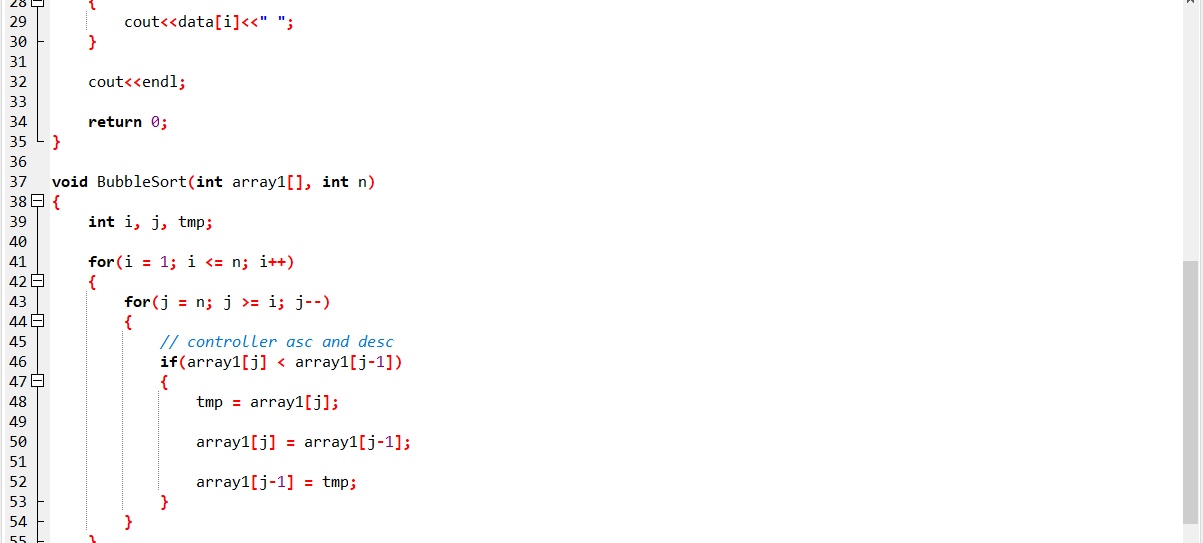 28 {
29 cout<<data[i]<<" ";
30 }
31
32 cout<<endl;
33
34 return 0;
35 }
36
37 void BubbleSort(int array1[], int n)
38 {
39 int i, j, tmp;
40
41 for(i = 1; i <= n; i++)
42 {
43 for(j = n; j >= i; j--)
44 {
45 // controller asc and desc
46 if(array1[j] < array1[j-1])
47 {
48 tmp = array1[j];
49
50 array1[j] = array1[j-1];
51
52 array1[j-1] = tmp;
53 }
54 }
55 }